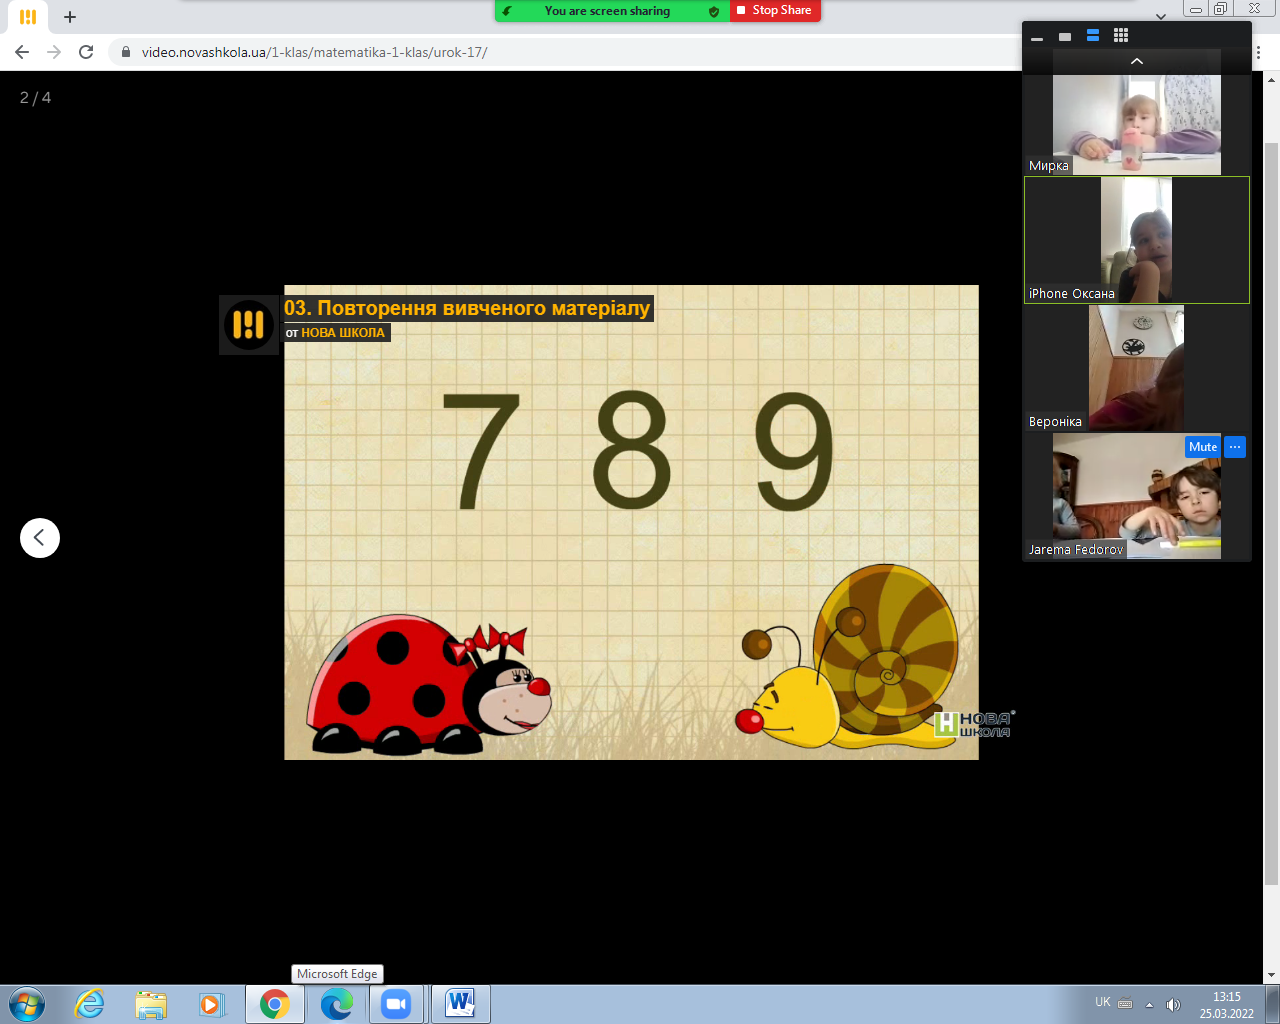 You are screen sharing
Stop Share
video.novashkola.ua/1-klas/matematika-1-klas/urok-17/
2 / 4
03. Повторення вивченого матеріалу
от НОВА ШКОЛА
7 8 9
Н НОВА ШКОЛА®
Мирка
iPhone Оксана
Вероніка
Mute ...
Jarema Fedorov
Microsoft Edge
UK
13:15
25.03.2022